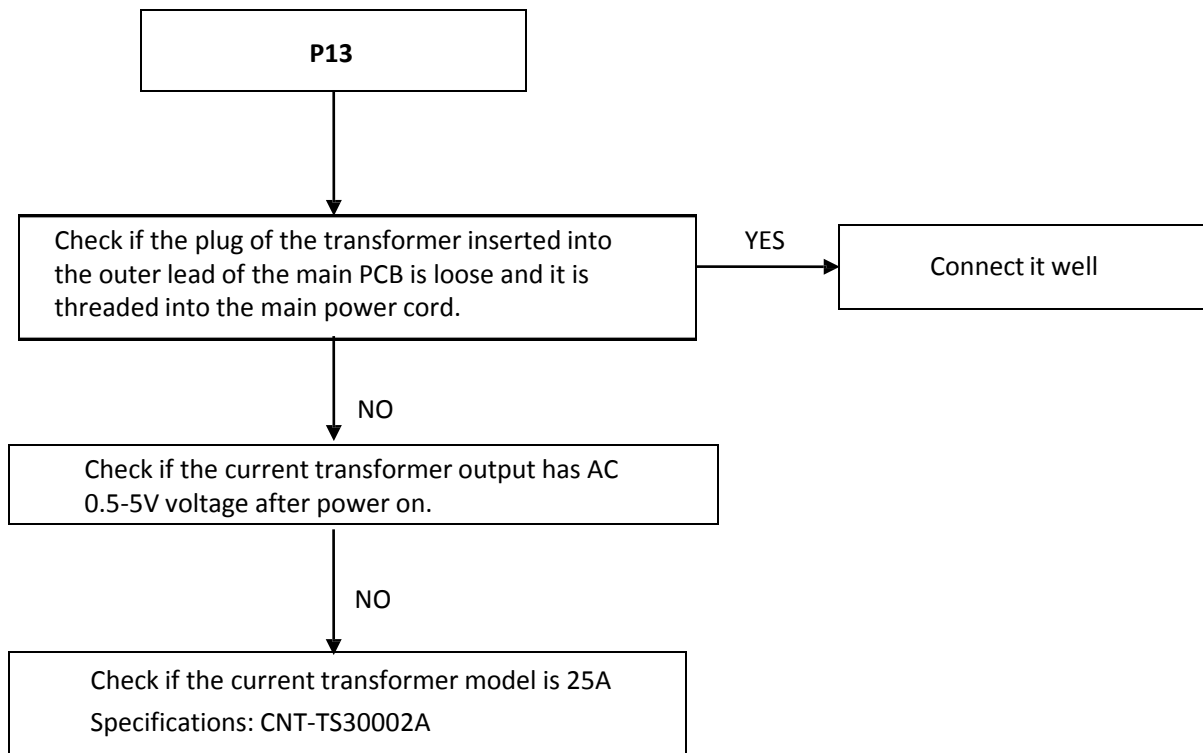 P13
Check if the plug of the transformer inserted into
the outer lead of the main PCB is loose and it is
threaded into the main power cord.
YES
Connect it well
NO
Check if the current transformer output has AC
0.5-5V voltage after power on.
NO
Check if the current transformer model is 25A
Specifications: CNT-TS30002A